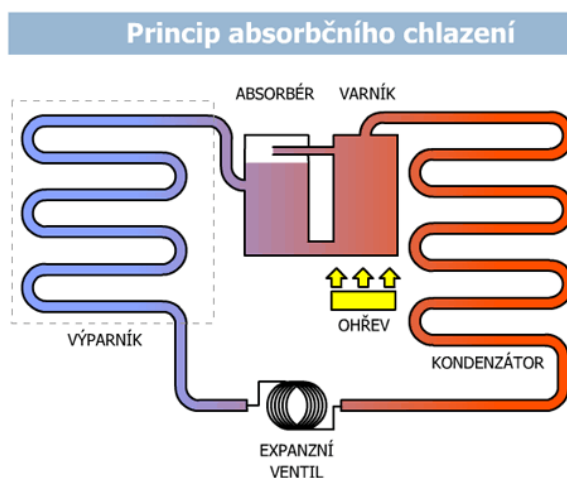 Princip absorbčního chlazení
ABSORBÉR
VARNÍK
VÝPARNÍK
OHŘEV
KONDENZÁTOR
EXPANZNÍ
VENTIL